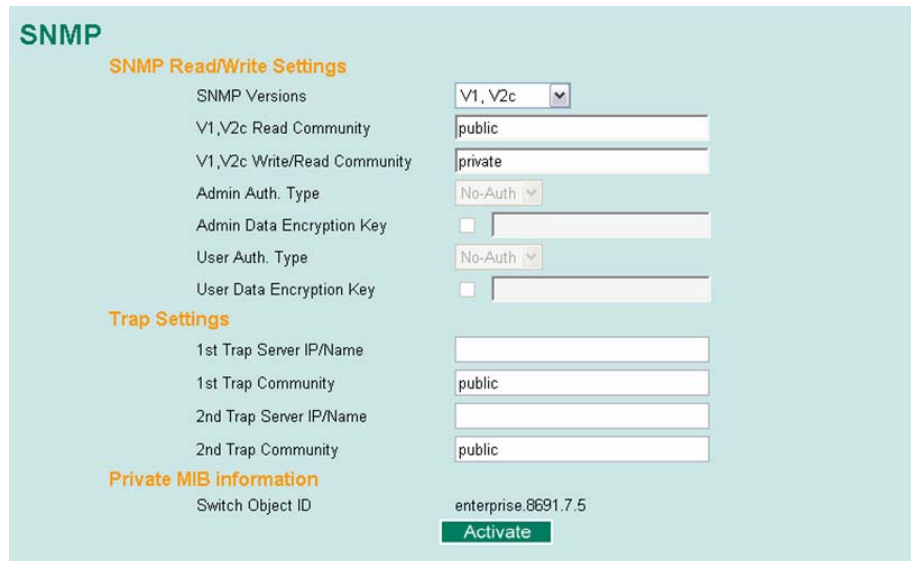 SNMP
SNMP Read/Write Settings
SNMP Versions V1, V2c
V1,V2c Read Community public
V1,V2c Write/Read Community private
Admin Auth. Type No-Auth
Admin Data Encryption Key
User Auth. Type No-Auth
User Data Encryption Key
Trap Settings
1st Trap Server IP/Name
1st Trap Community public
2nd Trap Server IP/Name
2nd Trap Community public
Private MIB information
Switch Object ID enterprise.8691.7.5
Activate